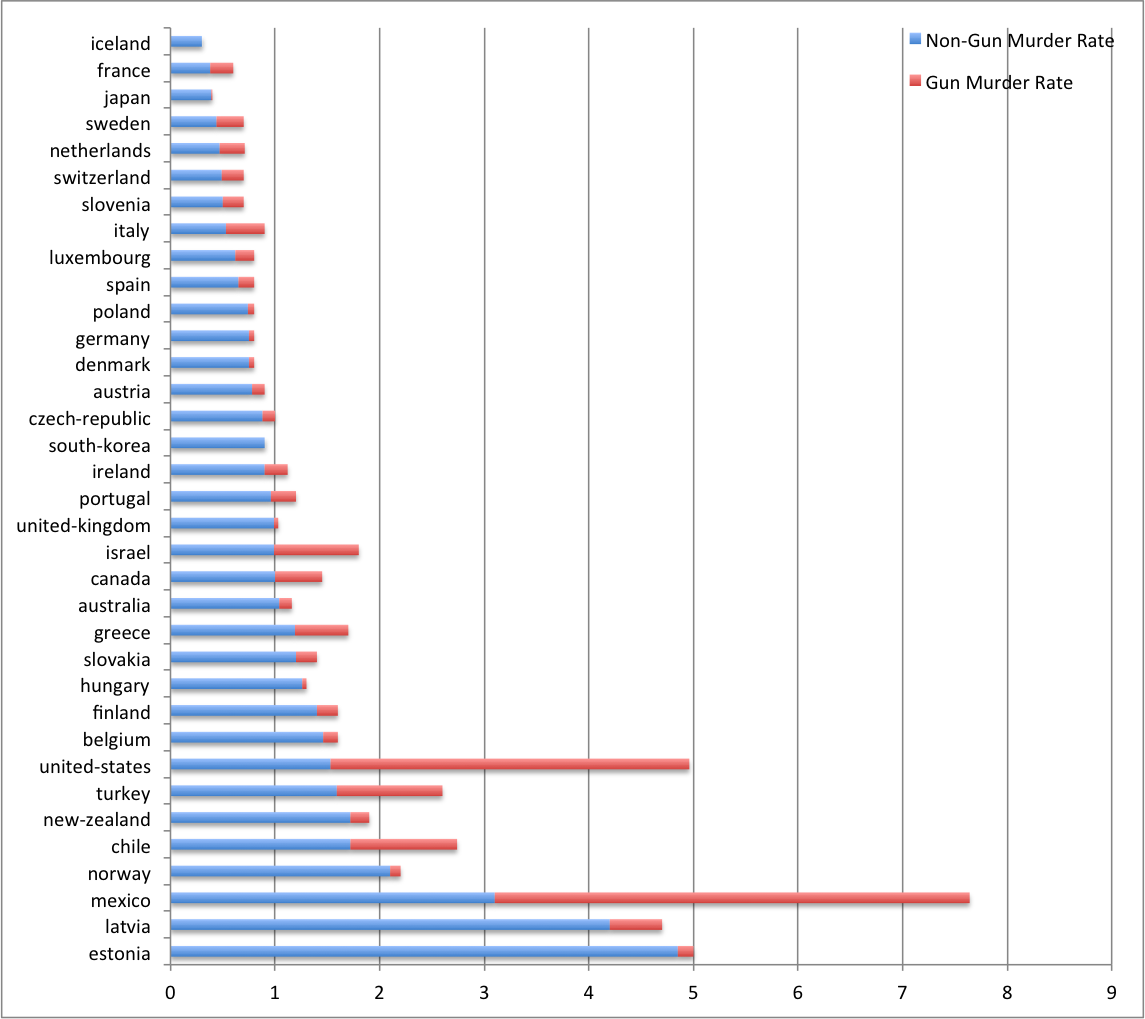 Non-Gun Murder Rate
Gun Murder Rate
iceland
france
japan
sweden
netherlands
switzerland
slovenia
italy
luxembourg
spain
poland
germany
denmark
austria
czech-republic
south-korea
ireland
portugal
united-kingdom
israel
canada
australia
greece
slovakia
hungary
finland
belgium
united-states
turkey
new-zealand
chile
norway
mexico
latvia
estonia
0 1 2 3 4 5 6 7 8 9